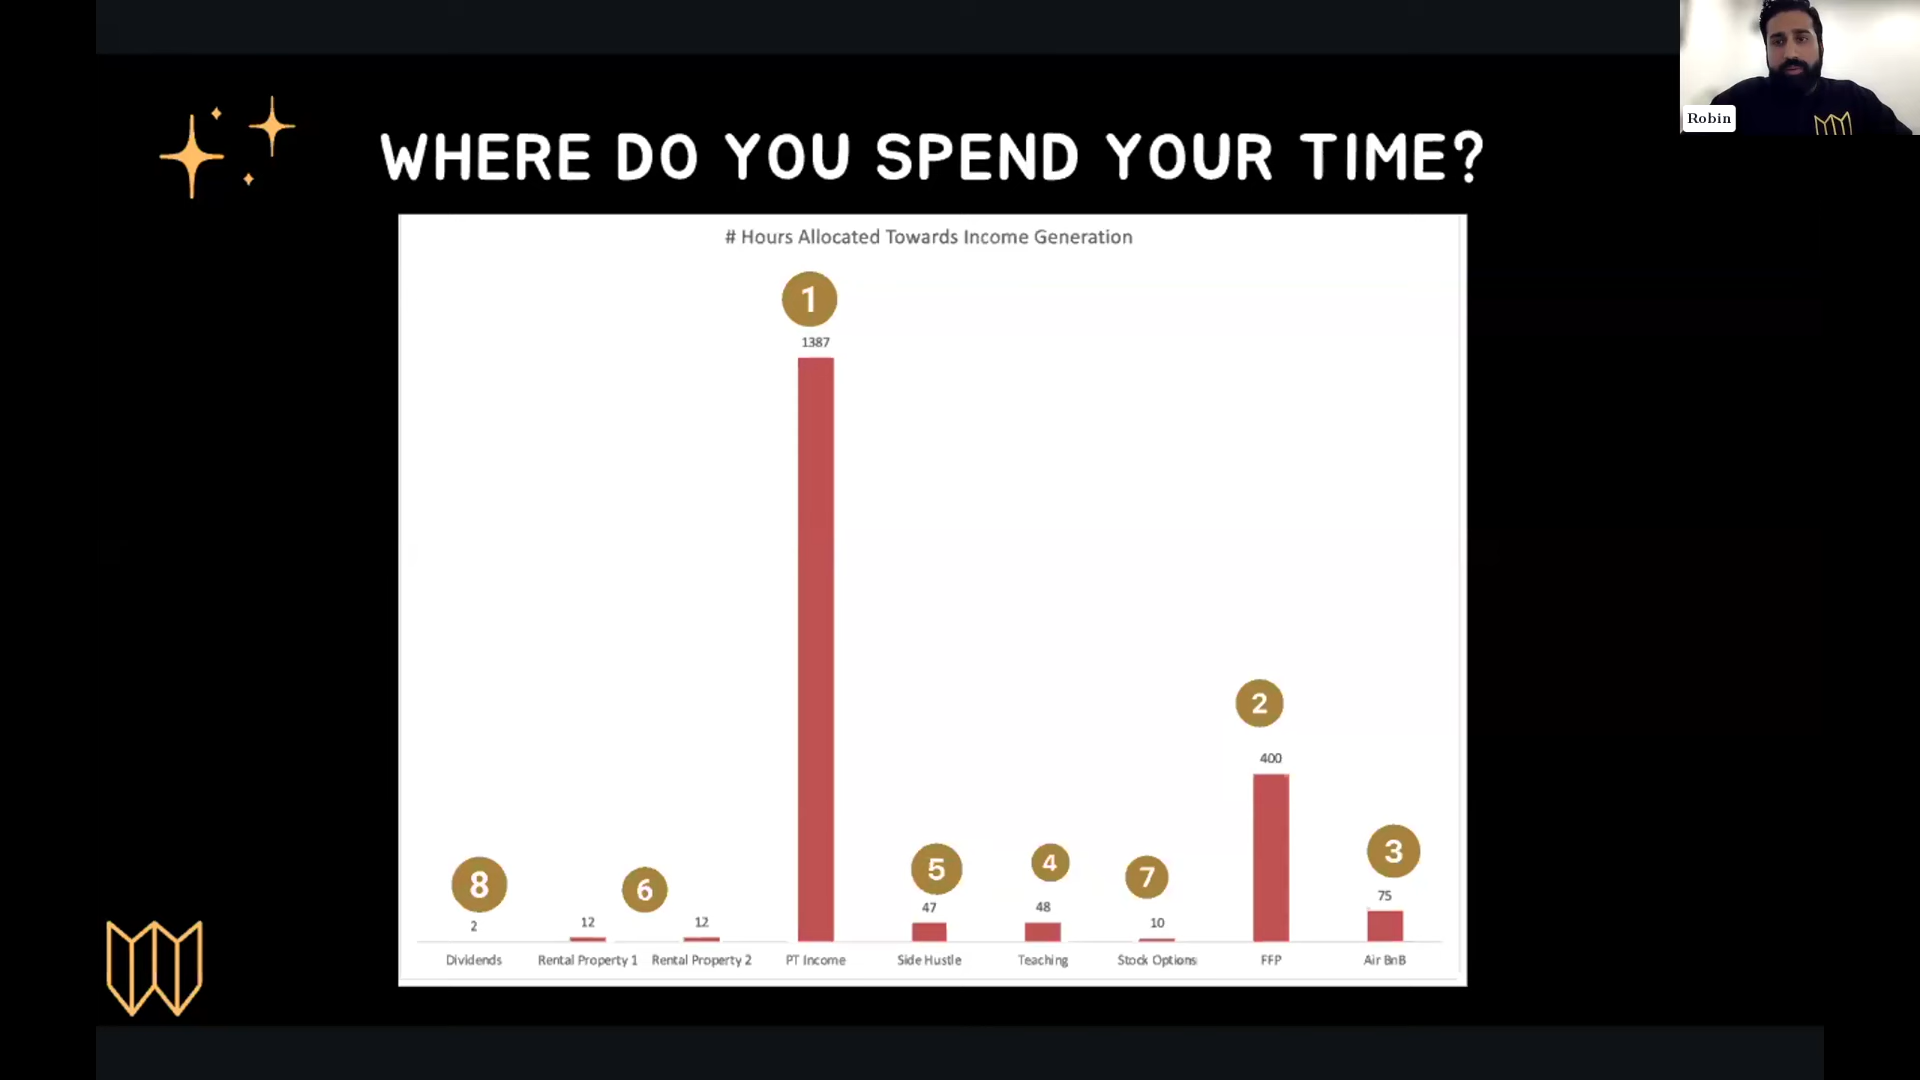 Robin
WHERE DO YOU SPEND YOUR TIME?
# Hours Allocated Towards Income Generation
1
1387
2
400
3
75
8
2
6
12
12
5
47
4
48
7
10
Dividends
Rental Property 1
Rental Property 2
PT Income
Side Hustle
Teaching
Stock Options
FFP
Air BnB